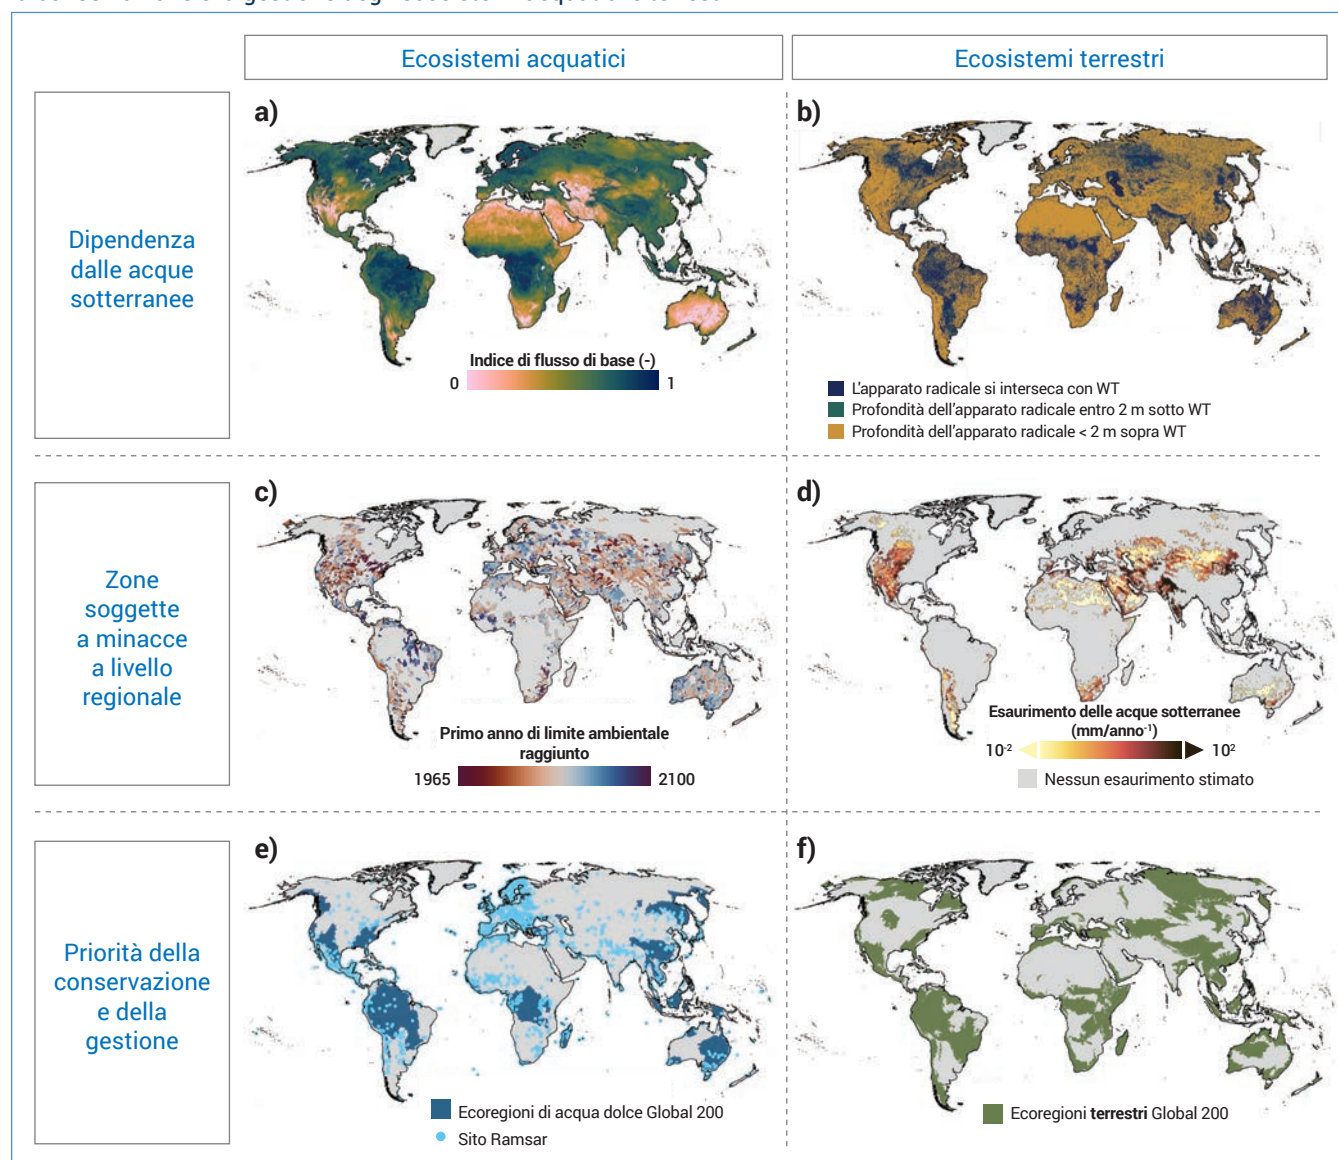 Ecosistemi acquatici
Ecosistemi terrestri
Dipendenza
dalle acque
sotterranee
a)
Indice di flusso di base (-)
0
1
b)
L'apparato radicale si interseca con WT
Profondità dell'apparato radicale entro 2 m sotto WT
Profondità dell'apparato radicale < 2 m sopra WT
Zone
soggette
a minacce
a livello
regionale
c)
Primo anno di limite ambientale
raggiunto
1965
2100
d)
Esaurimento delle acque sotterranee
(mm/anno⁻¹)
10⁻²
10²
Nessun esaurimento stimato
Priorità della
conservazione
e della
gestione
e)
Ecoregioni di acqua dolce Global 200
Sito Ramsar
f)
Ecoregioni terrestri Global 200